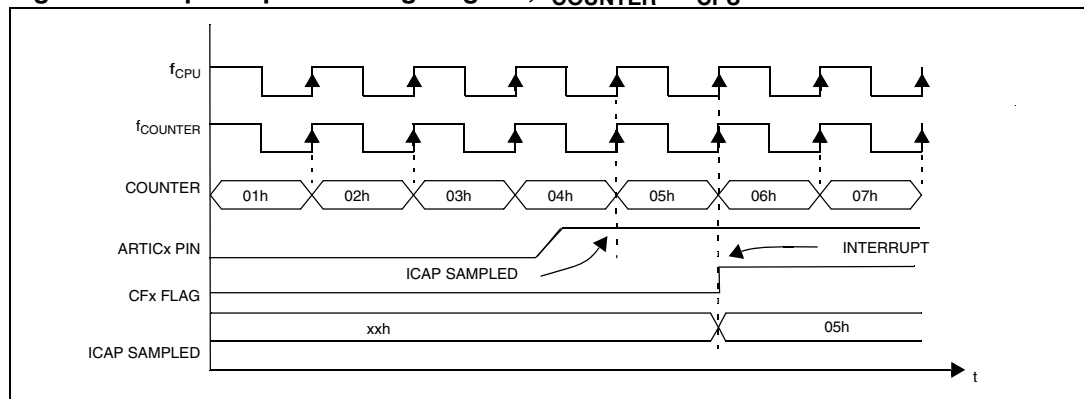 COUNTER
fCPU
fCOUNTER
COUNTER
01h 02h 03h 04h 05h 06h 07h
ARTICx PIN
ICAP SAMPLED
INTERRUPT
CFx FLAG
xxh 05h
ICAP SAMPLED
t